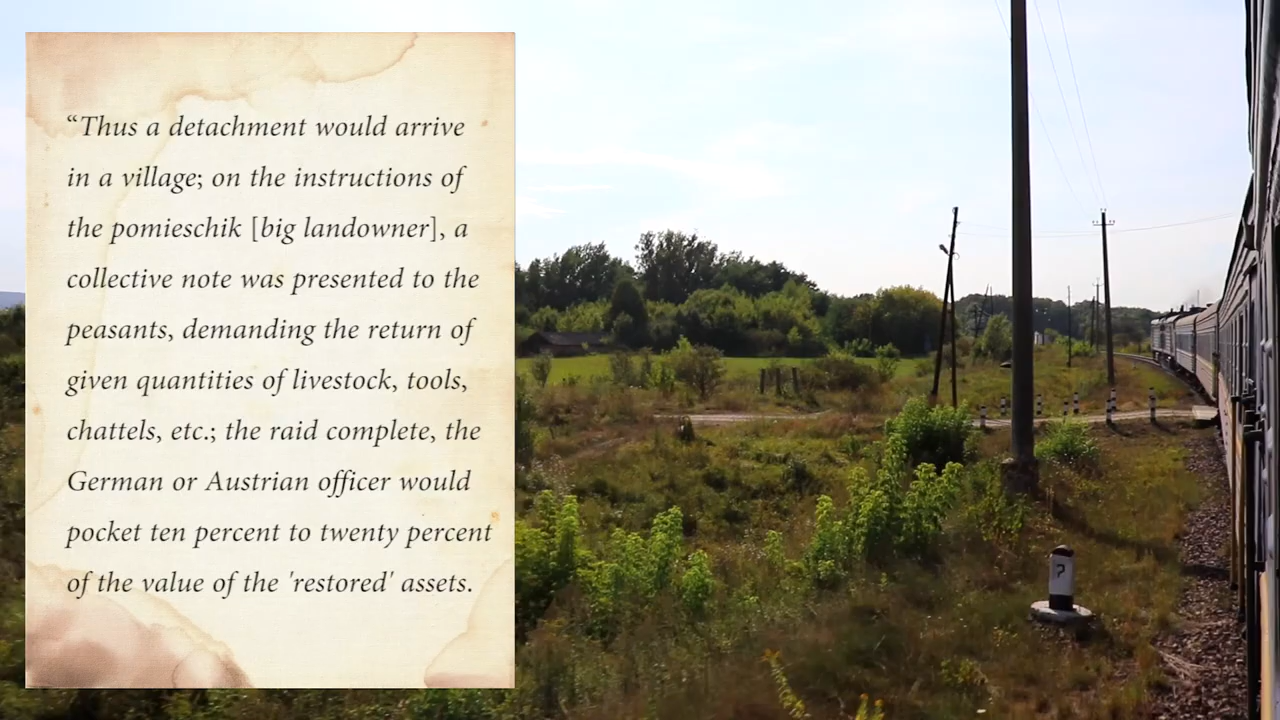 “Thus a detachment would arrive
in a village; on the instructions of
the pomieschik [big landowner], a
collective note was presented to the
peasants, demanding the return of
given quantities of livestock, tools,
chattels, etc.; the raid complete, the
German or Austrian officer would
pocket ten percent to twenty percent
of the value of the 'restored' assets.
?